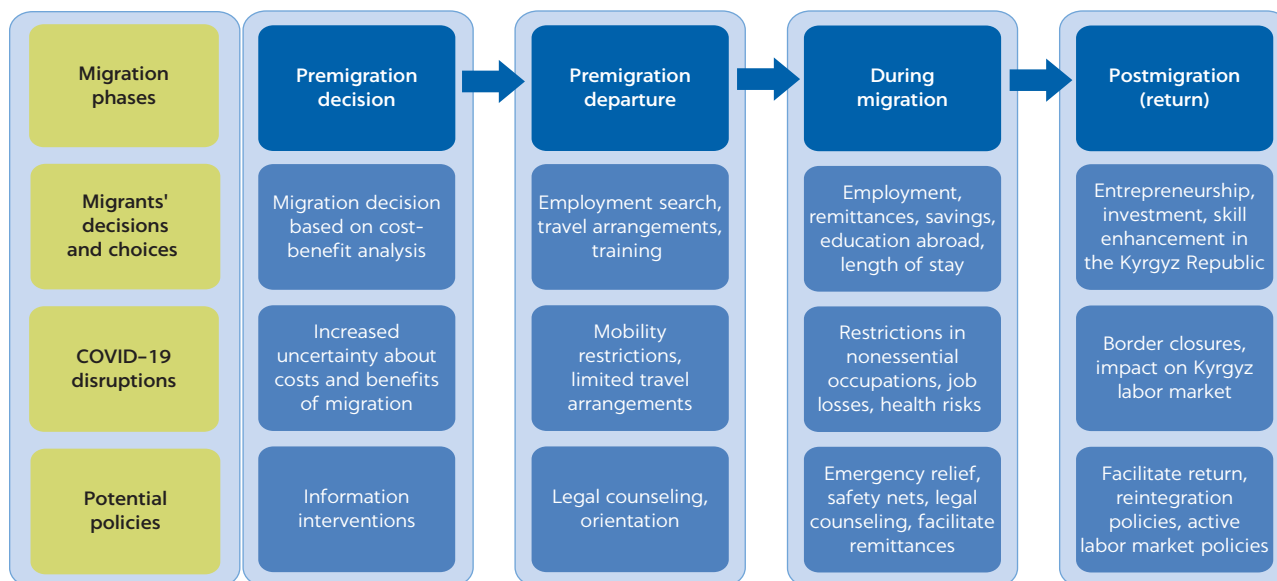 Migration
phases
Premigration
decision
Premigration
departure
During
migration
Postmigration
(return)
Migrants'
decisions
and choices
Migration decision
based on cost-
benefit analysis
Employment search,
travel arrangements,
training
Employment,
remittances, savings,
education abroad,
length of stay
Entrepreneurship,
investment, skill
enhancement in
the Kyrgyz Republic
COVID-19
disruptions
Increased
uncertainty about
costs and benefits
of migration
Mobility
restrictions,
limited travel
arrangements
Restrictions in
nonessential
occupations, job
losses, health risks
Border closures,
impact on Kyrgyz
labor market
Potential
policies
Information
interventions
Legal counseling,
orientation
Emergency relief,
safety nets, legal
counseling, facilitate
remittances
Facilitate return,
reintegration
policies, active
labor market policies